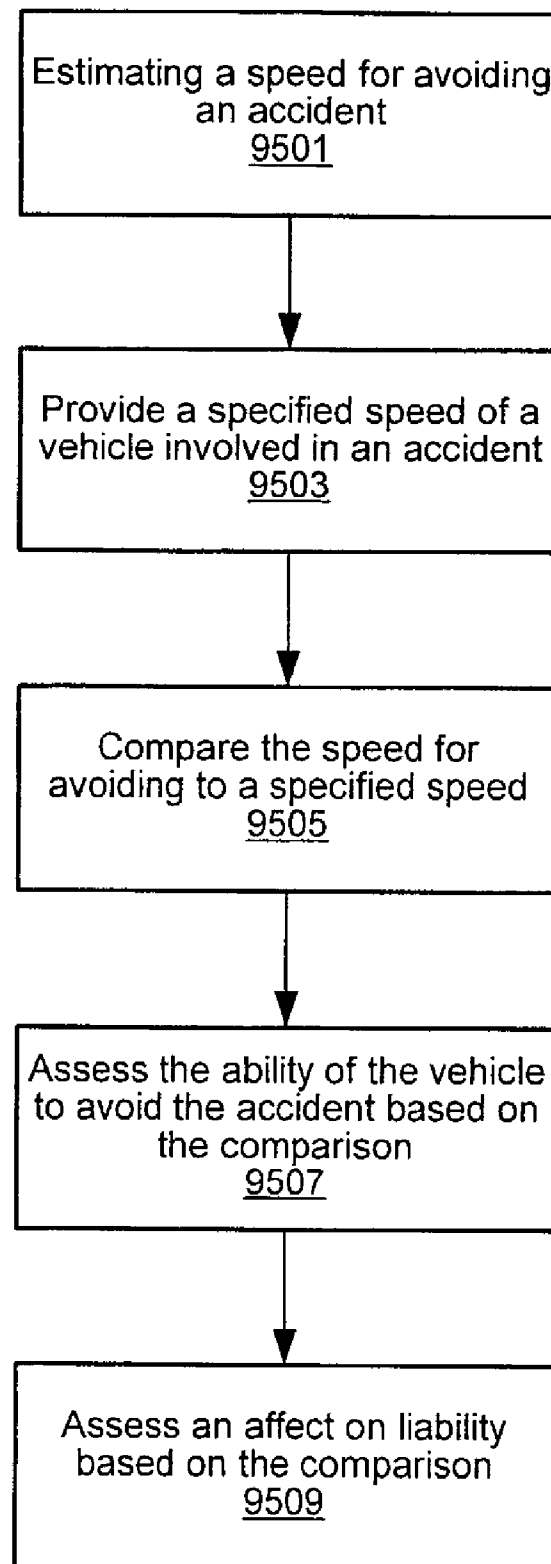 Estimating a speed for avoiding
an accident
9501
Provide a specified speed of a
vehicle involved in an accident
9503
Compare the speed for
avoiding to a specified speed
9505
Assess the ability of the vehicle
to avoid the accident based on
the comparison
9507
Assess an affect on liability
based on the comparison
9509